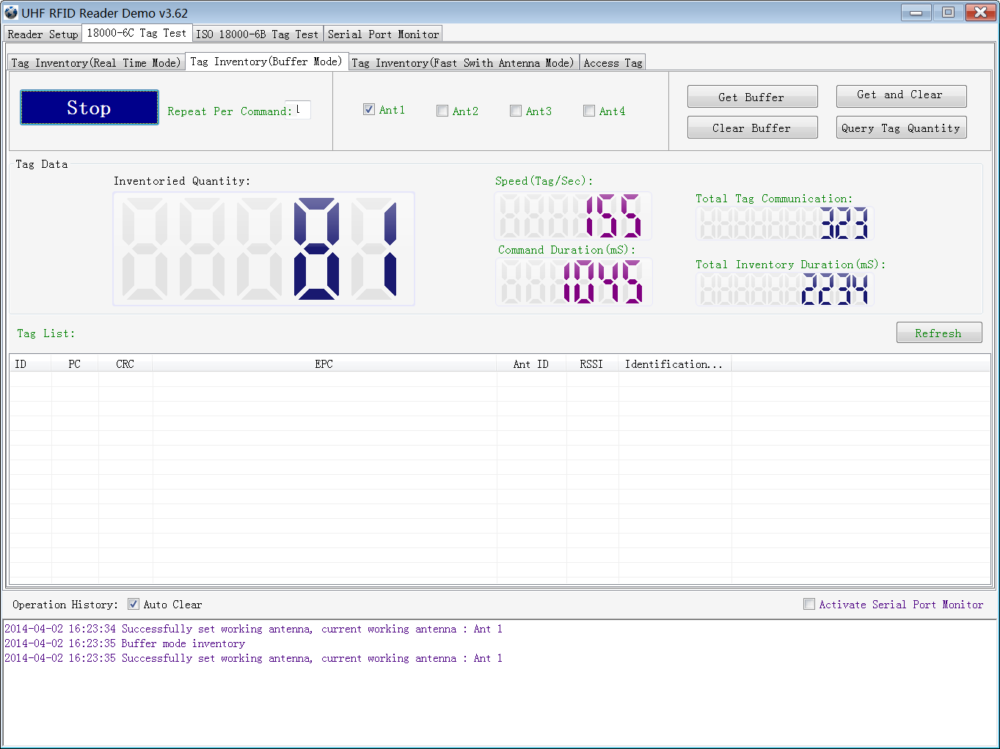 UHF RFID Reader Demo v3.62
Reader Setup 18000-6C Tag Test ISO 18000-6B Tag Test Serial Port Monitor
Tag Inventory(Real Time Mode) Tag Inventory(Buffer Mode) Tag Inventory(Fast Swith Antenna Mode) Access Tag
Stop Repeat Per Command: 1 Ant1 Ant2 Ant3 Ant4
Get Buffer Get and Clear
Clear Buffer Query Tag Quantity
Tag Data
Inventoried Quantity:
81
Speed(Tag/Sec):
155
Command Duration(mS):
1045
Total Tag Communication:
323
Total Inventory Duration(mS):
2234
Tag List: Refresh
ID PC CRC EPC Ant ID RSSI Identification...
Operation History: Auto Clear Activate Serial Port Monitor
2014-04-02 16:23:34 Successfully set working antenna, current working antenna : Ant 1
2014-04-02 16:23:35 Buffer mode inventory
2014-04-02 16:23:35 Successfully set working antenna, current working antenna : Ant 1